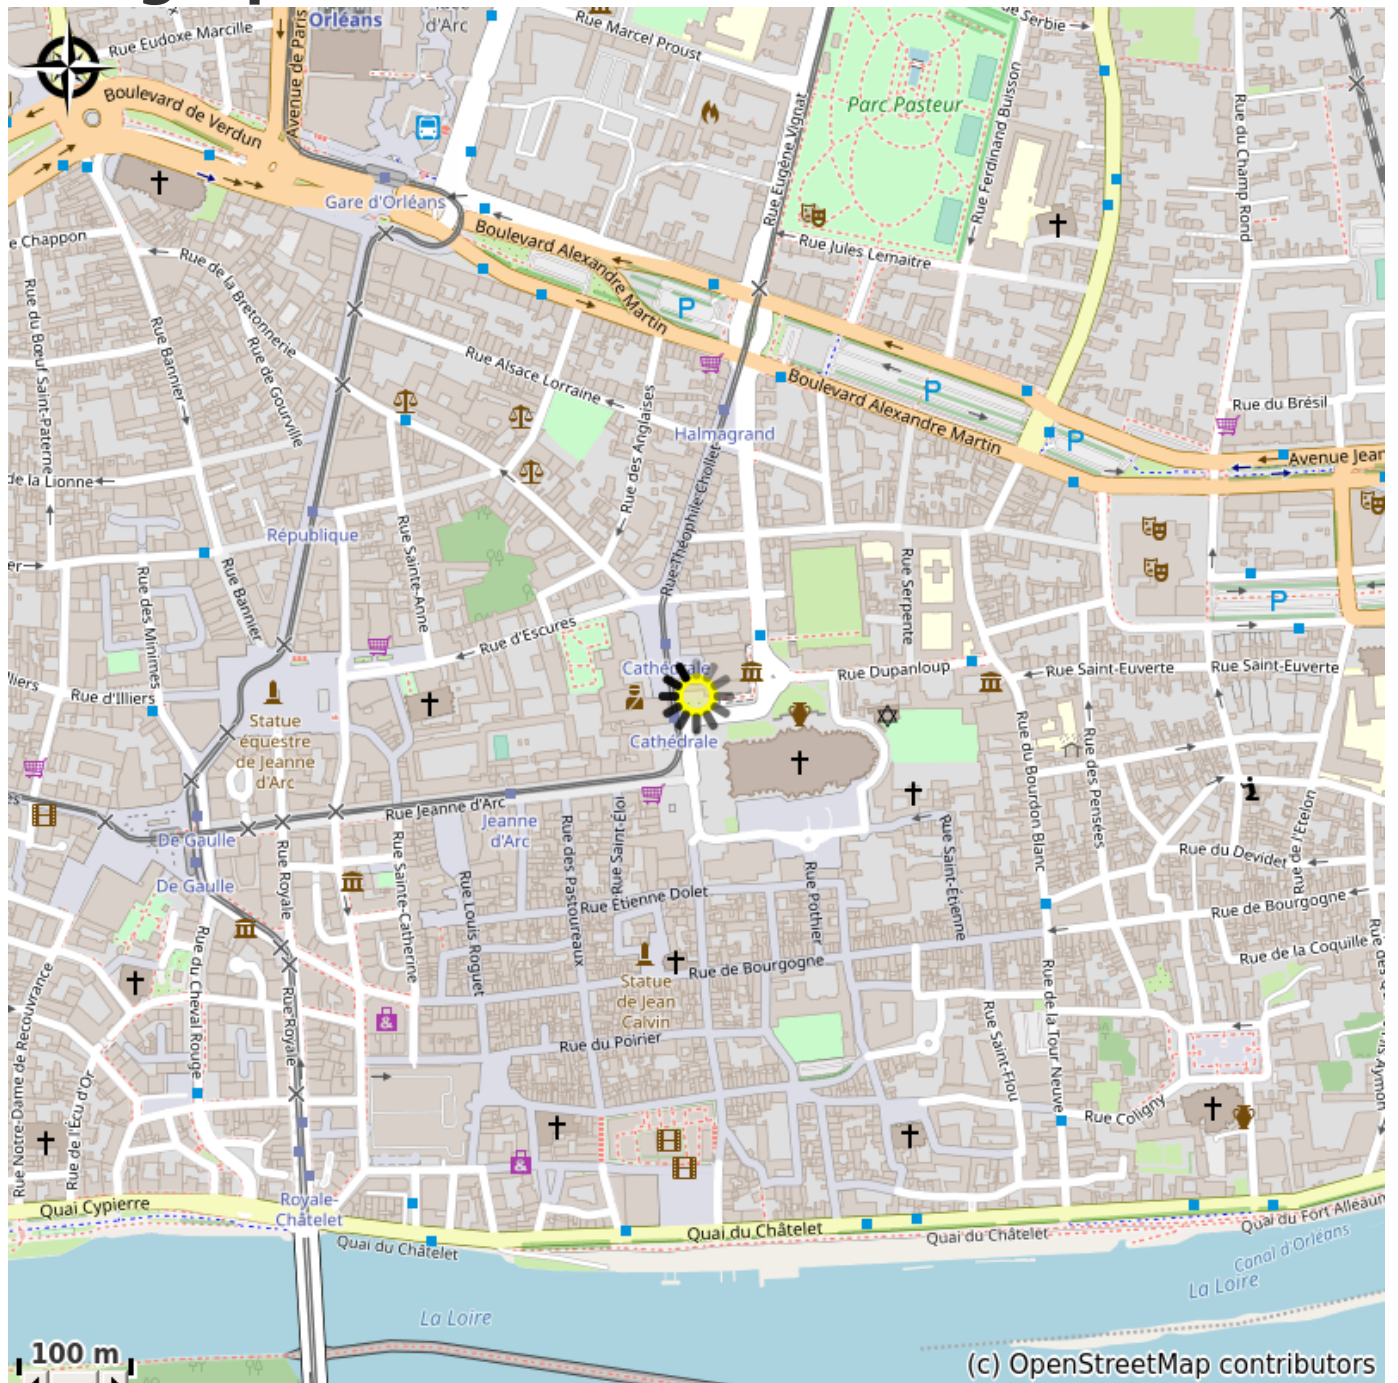 Orléans
d'Arc
Rue Eudoxe Marcille
Avenue de Paris
Rue Marcel Proust
de Serbie
Boulevard de Verdun
Parc Pasteur
Rue Eugène Vignat
Rue Ferdinand Buisson
Rue du Champ Rond
Gare d'Orléans
Boulevard Alexandre Martin
Rue Jules Lemaitre
e Chappon
Rue de la Bretonnerie
Rue du Bœuf Saint-Paterne
Rue Bannier
Rue de Gourville
P
Rue Alsace Lorraine
Boulevard Alexandre Martin
P
Rue du Brésil
Rue des Anglaises
Halmagrand
P
Avenue Jean
de la Lionne
Rue Théophile Chollet
République
Rue Sainte-Anne
er
Rue des Minimes
Rue Bannier
Rue Serpente
P
Rue d'Escures
Cathédrale
Rue Dupanloup
Rue Saint-Euverte
Rue Saint-Euverte
lliers
Rue d'Illiers
Statue
équestre
de Jeanne
d'Arc
Cathédrale
Rue du Bourdon Blanc
Rue des Pensées
es
Rue Jeanne d'Arc
Jeanne
d'Arc
De Gaulle
De Gaulle
Rue Royale
Rue Sainte-Catherine
Rue Louis Roguet
Rue des Pastoureaux
Rue Saint-Éloi
Rue Étienne Dolet
Rue Pothier
Rue Saint-Étienne
Rue du Devidet
Rue de l'Etelon
Rue de Bourgogne
Rue de la Coquille
Rue des
Rue du Cheval Rouge
Rue Notre-Dame de Recouvrance
Statue
de Jean
Calvin
Rue de Bourgogne
Rue Royale
&
Rue du Poirier
Rue Saint-Flou
Rue de la Tour Neuve
Rue de l'Écu d'Or
Rue Coligny
ils Aymon
&
Quai Cypierre
Royale-
Châtelet
Quai du Châtelet
Quai du Châtelet
Quai du Châtelet
Quai du Fort Alleaum
Canal d'Orléans
La Loire
La Loire
100 m
(c) OpenStreetMap contributors